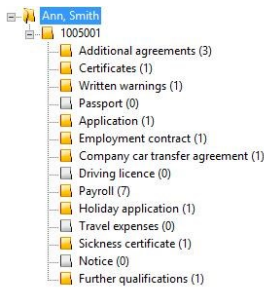 Ann, Smith
1005001
Additional agreements (3)
Certificates (1)
Written warnings (1)
Passport (0)
Application (1)
Employment contract (1)
Company car transfer agreement (1)
Driving licence (0)
Payroll (7)
Holiday application (1)
Travel expenses (0)
Sickness certificate (1)
Notice (0)
Further qualifications (1)